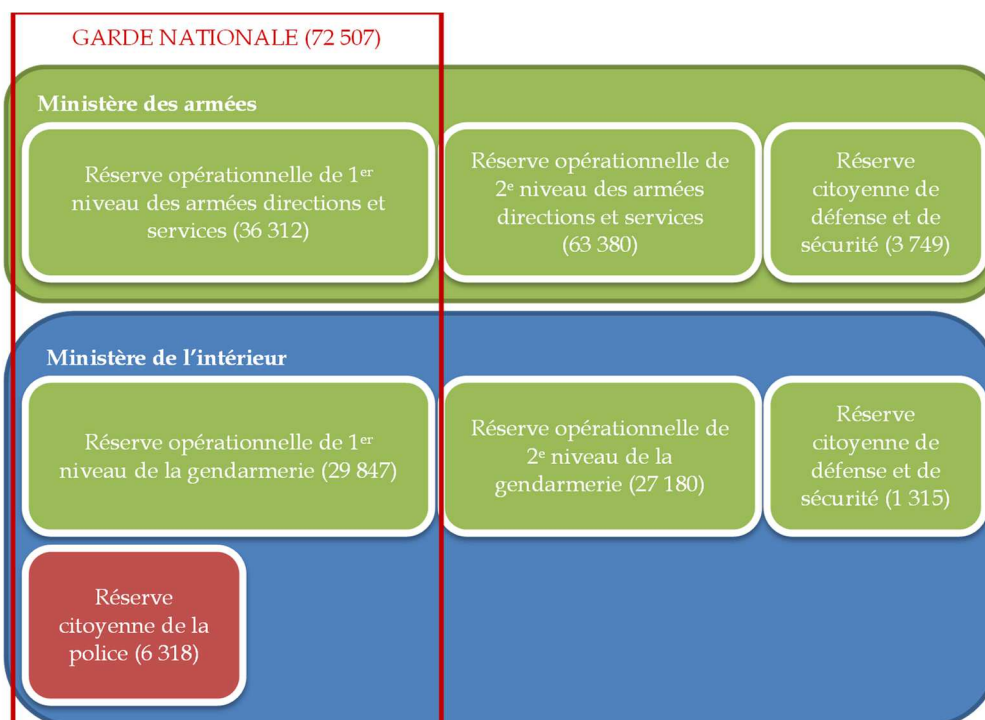 GARDE NATIONALE (72 507)
Ministère des armées
Réserve opérationnelle de 1er
niveau des armées directions et
services (36 312)
Réserve opérationnelle de
2e niveau des armées
directions et services
(63 380)
Réserve
citoyenne de
défense et de
sécurité (3 749)
Ministère de l’intérieur
Réserve opérationnelle de 1er
niveau de la gendarmerie (29 847)
Réserve opérationnelle de
2e niveau de la
gendarmerie (27 180)
Réserve
citoyenne de
défense et de
sécurité (1 315)
Réserve
citoyenne de la
police (6 318)